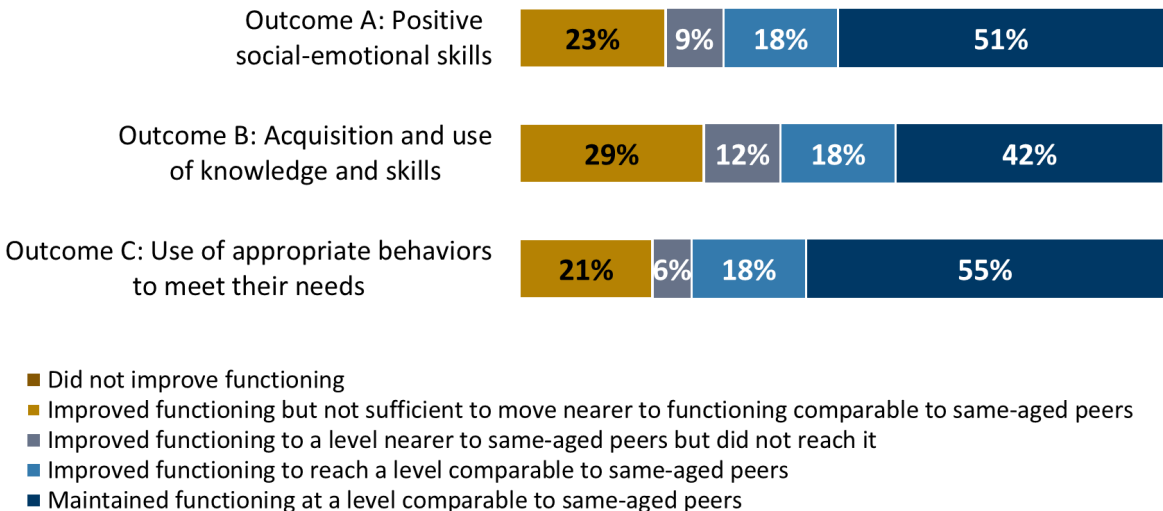 Outcome A: Positive
social-emotional skills
23% 9% 18% 51%
Outcome B: Acquisition and use
of knowledge and skills
29% 12% 18% 42%
Outcome C: Use of appropriate behaviors
to meet their needs
21% 6% 18% 55%
Did not improve functioning
Improved functioning but not sufficient to move nearer to functioning comparable to same-aged peers
Improved functioning to a level nearer to same-aged peers but did not reach it
Improved functioning to reach a level comparable to same-aged peers
Maintained functioning at a level comparable to same-aged peers